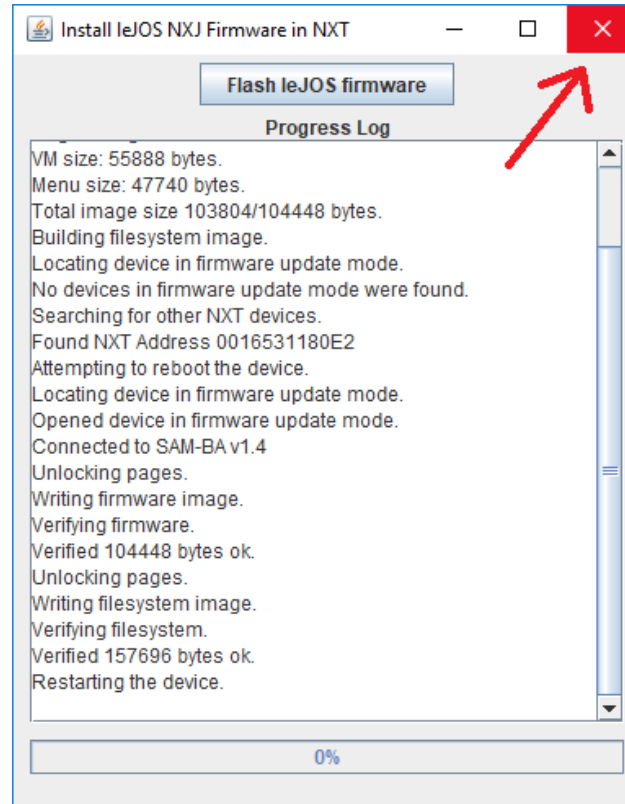 Install leJOS NXJ Firmware in NXT
Flash leJOS firmware
Progress Log
VM size: 55888 bytes.
Menu size: 47740 bytes.
Total image size 103804/104448 bytes.
Building filesystem image.
Locating device in firmware update mode.
No devices in firmware update mode were found.
Searching for other NXT devices.
Found NXT Address 0016531180E2
Attempting to reboot the device.
Locating device in firmware update mode.
Opened device in firmware update mode.
Connected to SAM-BA v1.4
Unlocking pages.
Writing firmware image.
Verifying firmware.
Verified 104448 bytes ok.
Unlocking pages.
Writing filesystem image.
Verifying filesystem.
Verified 157696 bytes ok.
Restarting the device.
0%